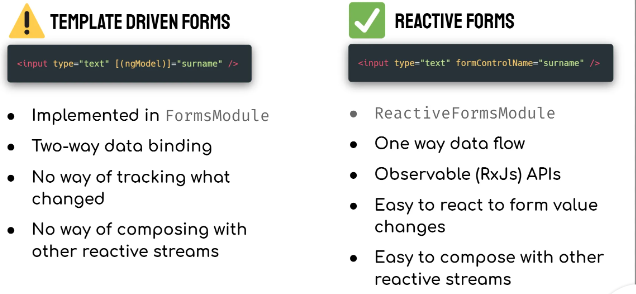 TEMPLATE DRIVEN FORMS
<input type="text" [(ngModel)]="surname" />
• Implemented in FormsModule
• Two-way data binding
• No way of tracking what
changed
• No way of composing with
other reactive streams
REACTIVE FORMS
<input type="text" formControlName="surname" />
• ReactiveFormsModule
• One way data flow
• Observable (RxJs) APIs
• Easy to react to form value
changes
• Easy to compose with other
reactive streams